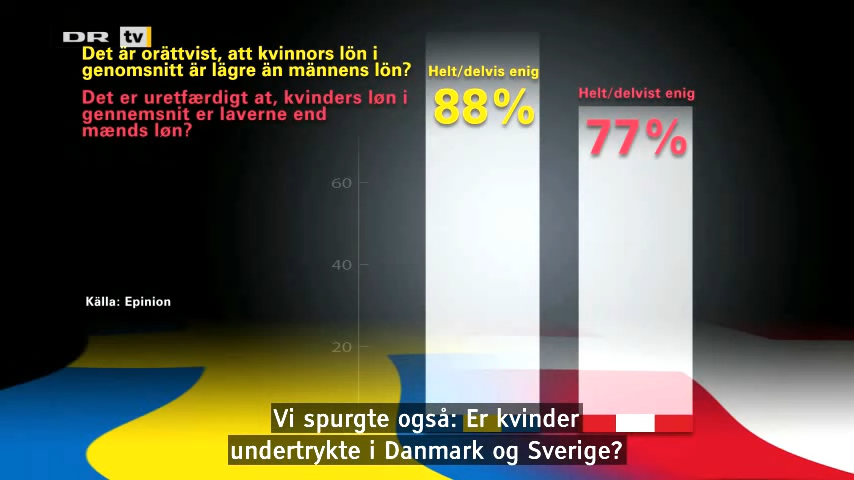 DR tv
Det är orättvist, att kvinnors lön i
genomsnitt är lägre än männens lön?
Helt/delvis enig
88%
Det er uretfærdigt at, kvinders løn i
gennemsnit er laverne end
mænds løn?
Helt/delvist enig
77%
60
40
20
Källa: Epinion
Vi spurgte også: Er kvinder
undertrykte i Danmark og Sverige?